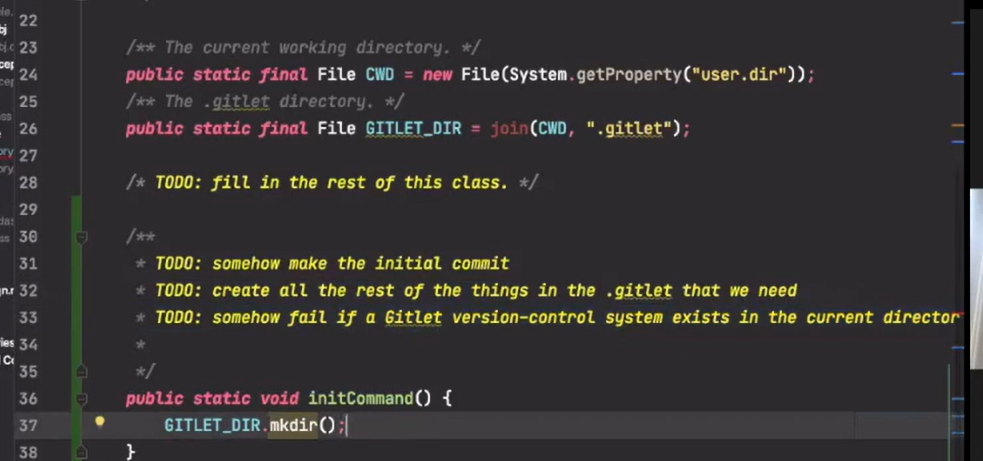 22
23 /** The current working directory. */
24 public static final File CWD = new File(System.getProperty("user.dir"));
25 /** The .gitlet directory. */
26 public static final File GITLET_DIR = join(CWD, ".gitlet");
27
28 /* TODO: fill in the rest of this class. */
29
30 /**
31 * TODO: somehow make the initial commit
32 * TODO: create all the rest of the things in the .gitlet that we need
33 * TODO: somehow fail if a Gitlet version-control system exists in the current director
34 *
35 */
36 public static void initCommand() {
37 GITLET_DIR.mkdir();
38 }